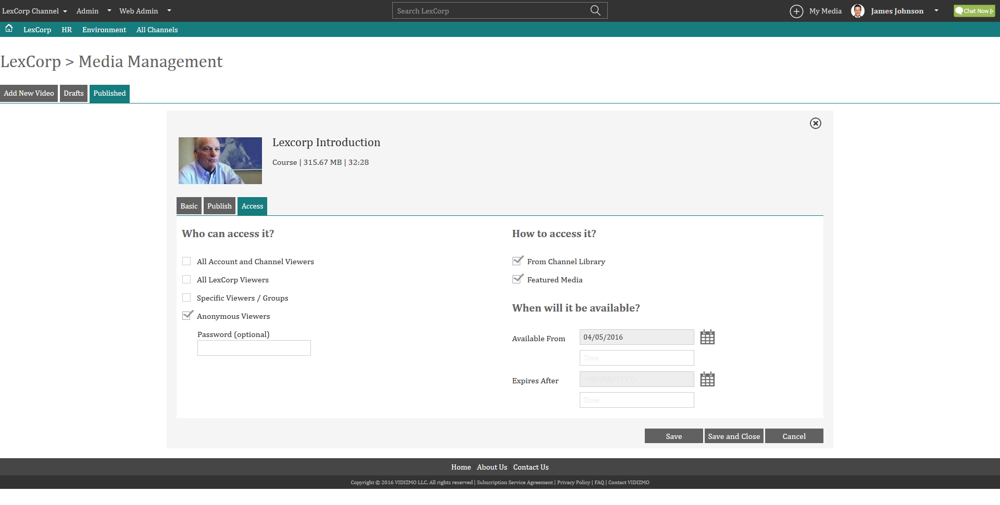 LexCorp Channel Admin Web Admin Search LexCorp My Media James Johnson Chat Now
LexCorp HR Environment All Channels
LexCorp > Media Management
Add New Video Drafts Published
Lexcorp Introduction
Course | 315.67 MB | 32:28
Basic Publish Access
Who can access it?
All Account and Channel Viewers
All LexCorp Viewers
Specific Viewers / Groups
Anonymous Viewers
Password (optional)
How to access it?
From Channel Library
Featured Media
When will it be available?
Available From 04/05/2016
Time
Expires After <MM/DD/YYYY>
Time
Save Save and Close Cancel
Home About Us Contact Us
Copyright © 2016 VIDIZMO LLC. All rights reserved | Subscription Service Agreement | Privacy Policy | FAQ | Contact VIDIZMO